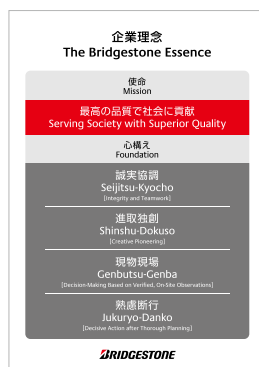 企業理念
The Bridgestone Essence
使命
Mission
最高の品質で社会に貢献
Serving Society with Superior Quality
心構え
Foundation
誠実協調
Seijitsu-Kyocho
[Integrity and Teamwork]
進取独創
Shinshu-Dokuso
[Creative Pioneering]
現物現場
Genbutsu-Genba
[Decision-Making Based on Verified, On-Site Observations]
熟慮断行
Jukuryo-Danko
[Decisive Action after Thorough Planning]
BRIDGESTONE